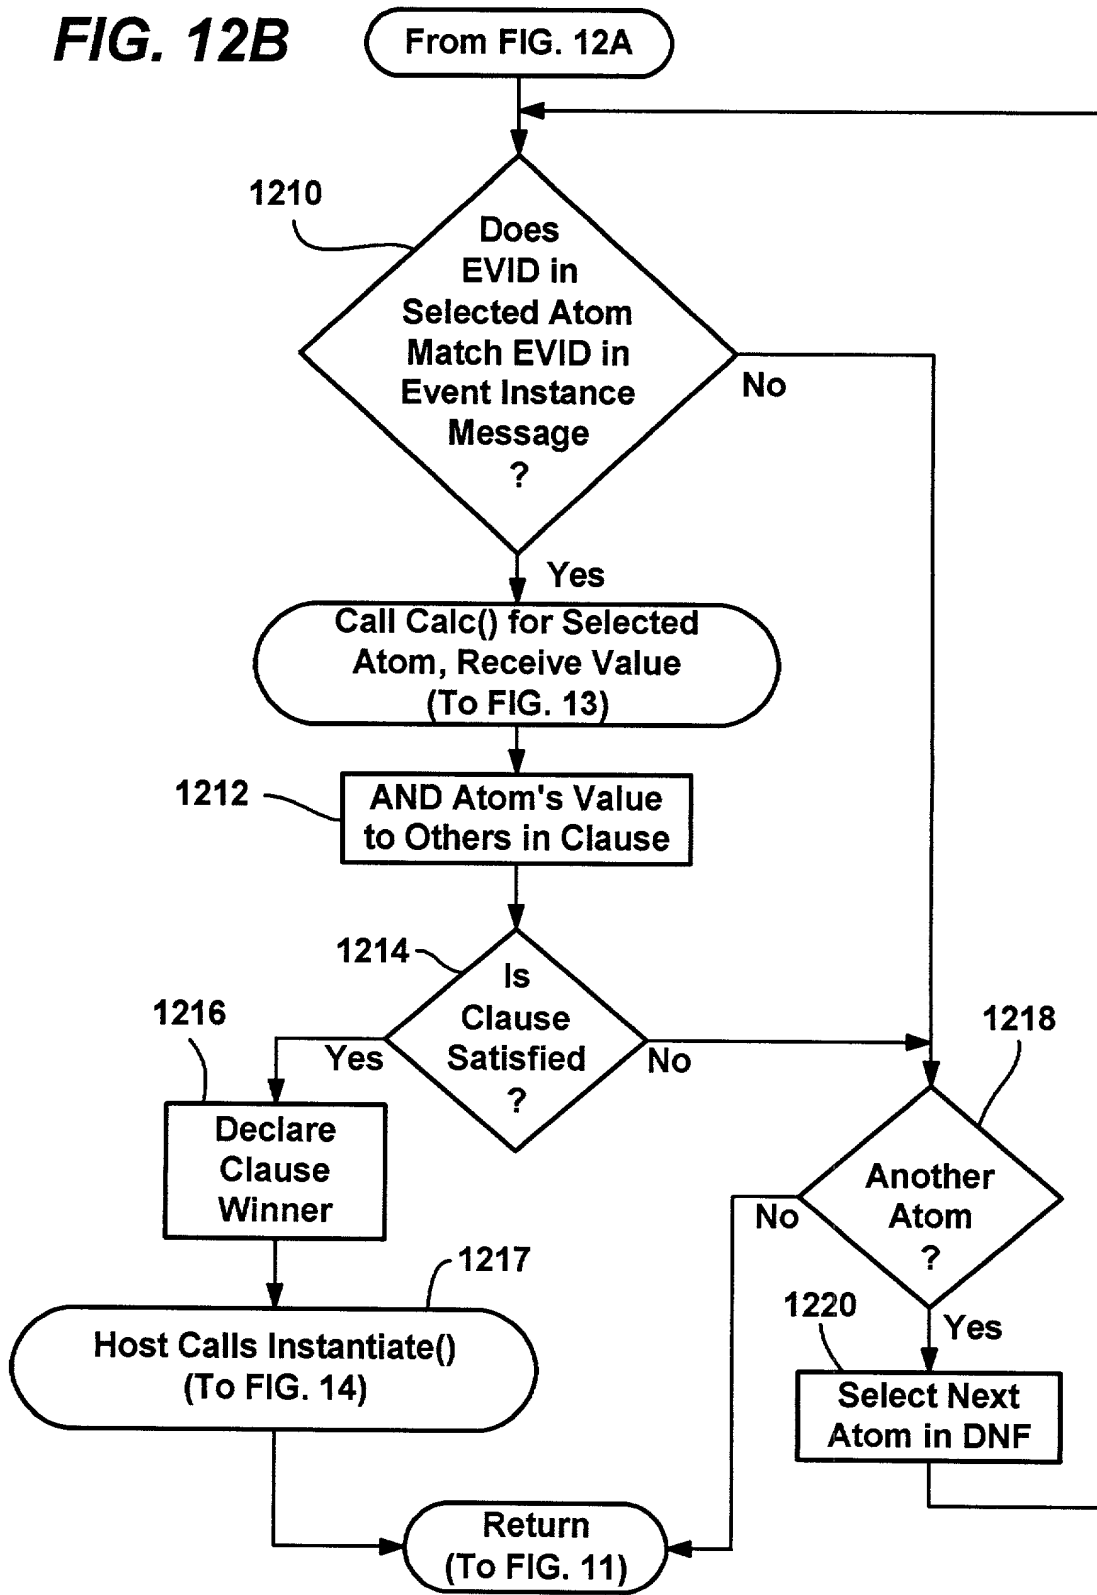 FIG. 12B
From FIG. 12A
1210
Does
EVID in
Selected Atom
Match EVID in
Event Instance
Message
?
No
Yes
Call Calc() for Selected
Atom, Receive Value
(To FIG. 13)
1212
AND Atom's Value
to Others in Clause
1214
Is
Clause
Satisfied
?
Yes
No
1216
Declare
Clause
Winner
1218
Another
Atom
?
No
Yes
1217
Host Calls Instantiate()
(To FIG. 14)
1220
Select Next
Atom in DNF
Return
(To FIG. 11)